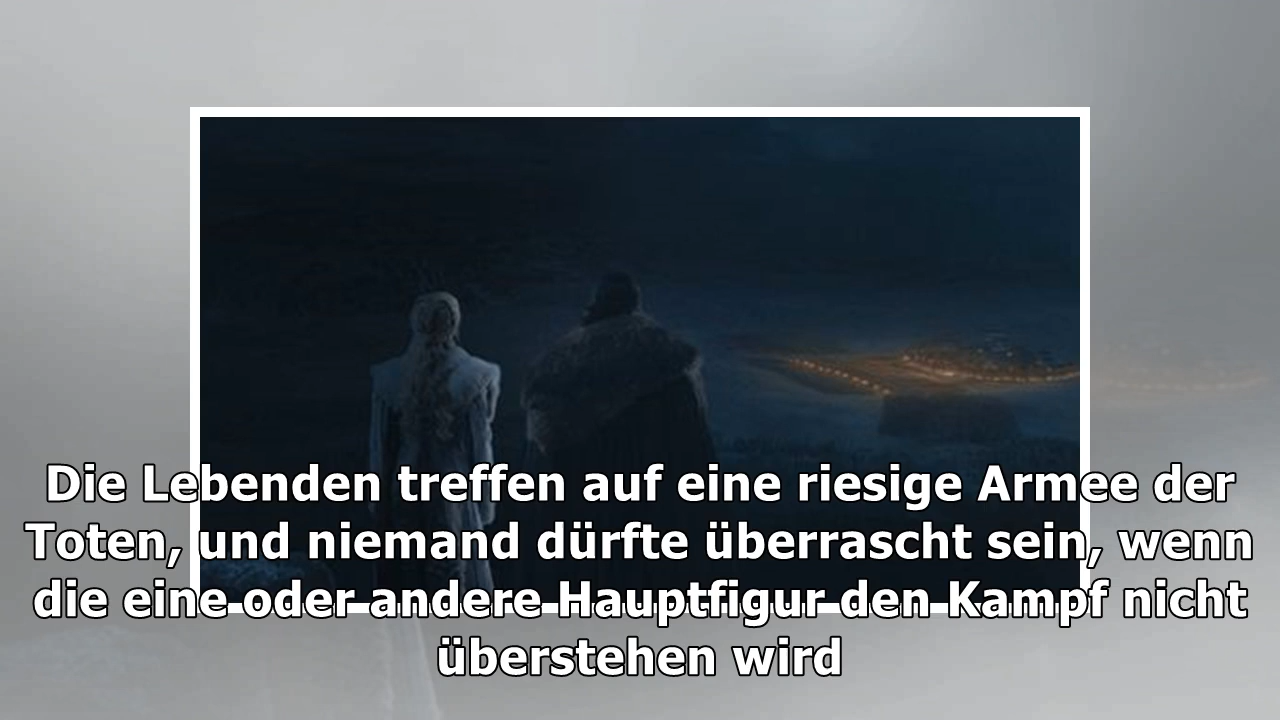 Die Lebenden treffen auf eine riesige Armee der
Toten, und niemand dürfte überrascht sein, wenn
die eine oder andere Hauptfigur den Kampf nicht
überstehen wird